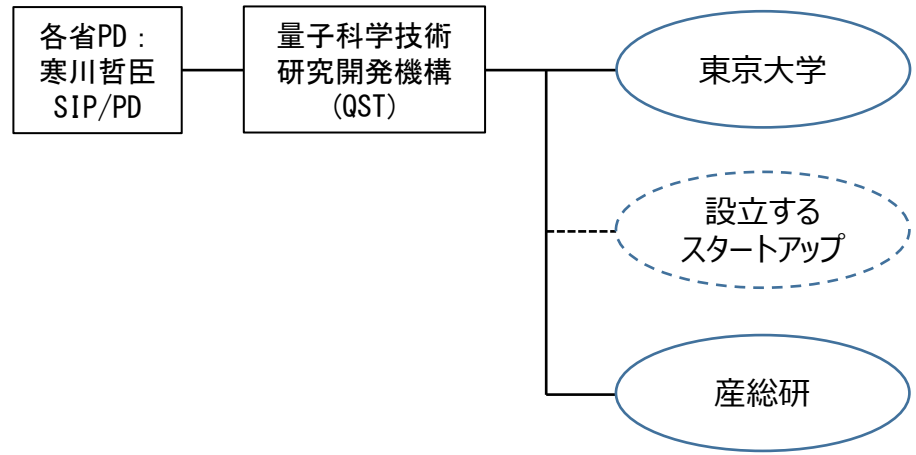 各省PD：
寒川哲臣
SIP/PD
量子科学技術
研究開発機構
(QST)
東京大学
設立する
スタートアップ
産総研